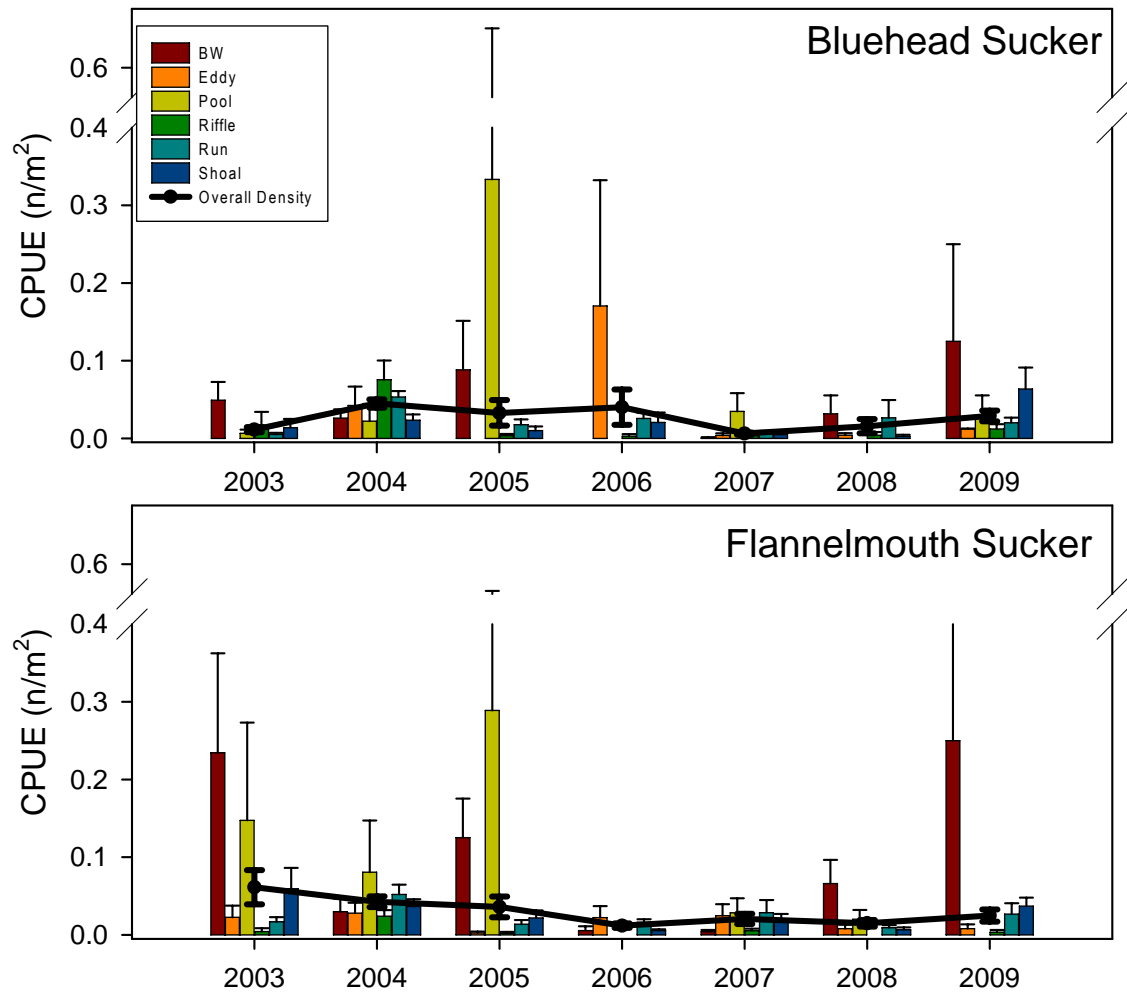 Bluehead Sucker
BW
Eddy
Pool
Riffle
Run
Shoal
Overall Density
CPUE (n/m²)
0.6
0.4
0.3
0.2
0.1
0.0
2003 2004 2005 2006 2007 2008 2009
Flannelmouth Sucker
CPUE (n/m²)
0.6
0.4
0.3
0.2
0.1
0.0
2003 2004 2005 2006 2007 2008 2009